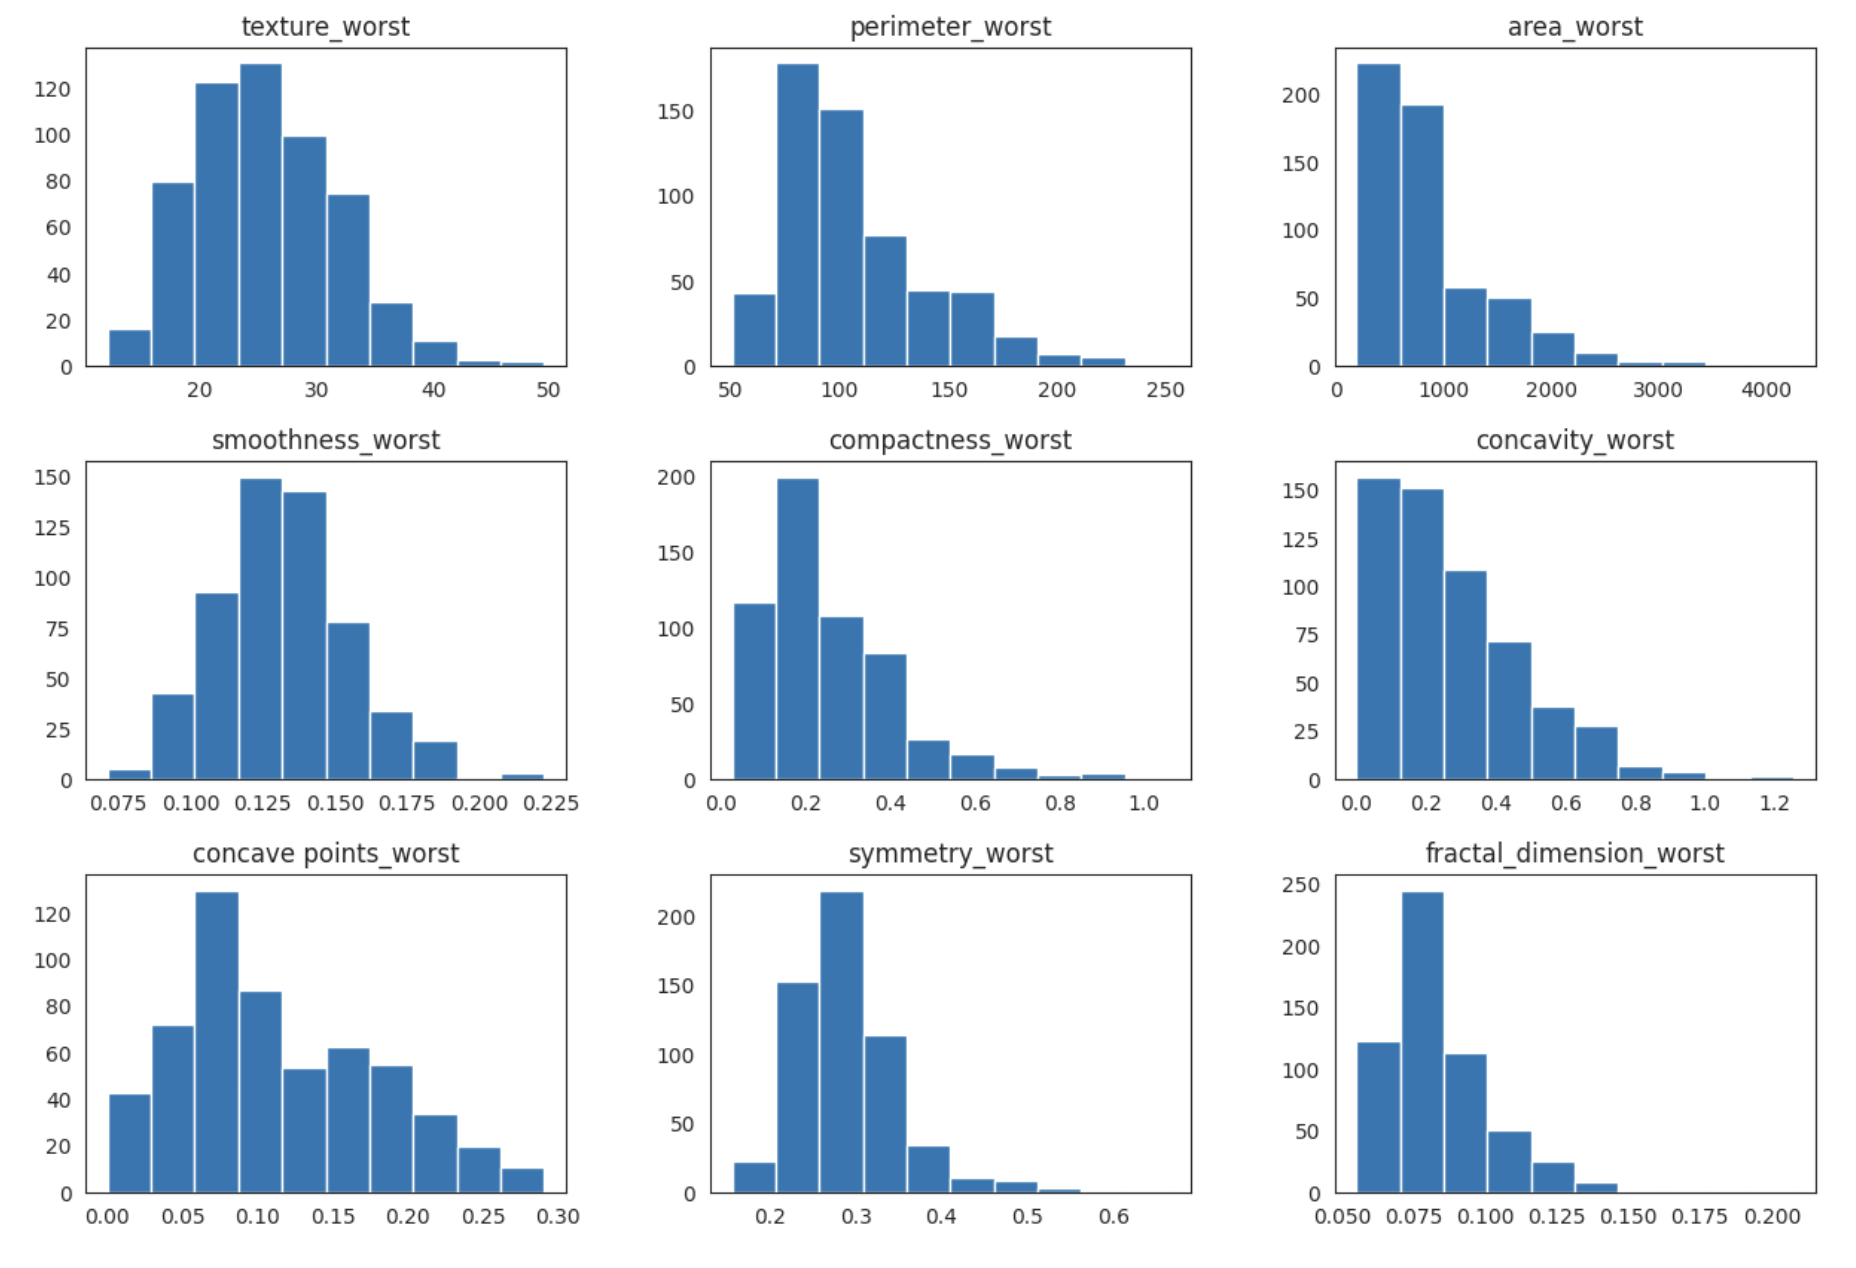 texture_worst
perimeter_worst
area_worst
120
100
80
60
40
20
0
20 30 40 50
150
100
50
0
50 100 150 200 250
200
150
100
50
0
0 1000 2000 3000 4000
smoothness_worst
compactness_worst
concavity_worst
150
125
100
75
50
25
0
0.075 0.100 0.125 0.150 0.175 0.200 0.225
200
150
100
50
0
0.0 0.2 0.4 0.6 0.8 1.0
150
125
100
75
50
25
0
0.0 0.2 0.4 0.6 0.8 1.0 1.2
concave points_worst
symmetry_worst
fractal_dimension_worst
120
100
80
60
40
20
0
0.00 0.05 0.10 0.15 0.20 0.25 0.30
200
150
100
50
0
0.2 0.3 0.4 0.5 0.6
250
200
150
100
50
0
0.050 0.075 0.100 0.125 0.150 0.175 0.200